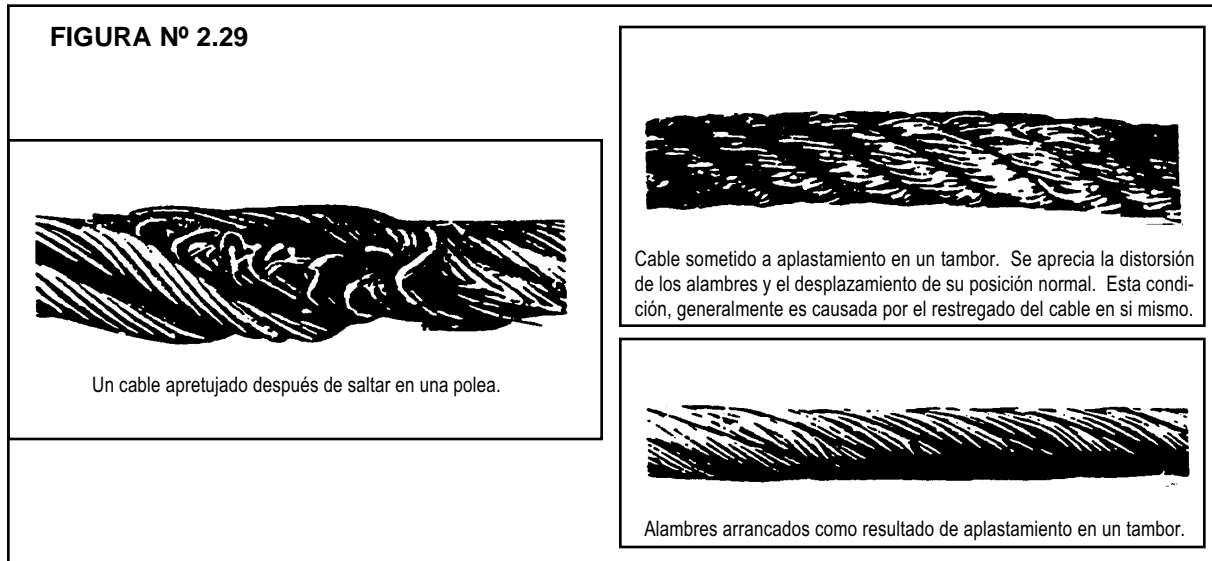 FIGURA Nº 2.29
Un cable apretujado después de saltar en una polea.
Cable sometido a aplastamiento en un tambor. Se aprecia la distorsión
de los alambres y el desplazamiento de su posición normal. Esta condi-
ción, generalmente es causada por el restregado del cable en si mismo.
Alambres arrancados como resultado de aplastamiento en un tambor.